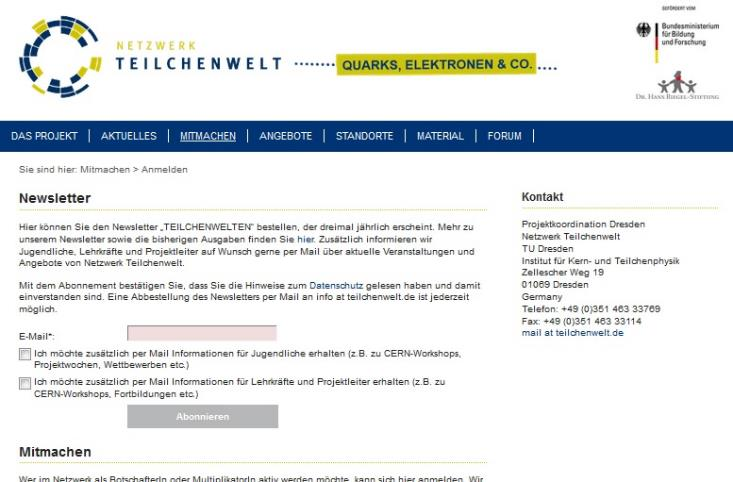 GEFÖRDERT VOM
Bundesministerium
für Bildung
und Forschung
NETZWERK
TEILCHENWELT
QUARKS, ELEKTRONEN & CO.
DR. HANS RIEGEL-STIFTUNG
DAS PROJEKT
AKTUELLES
MITMACHEN
ANGEBOTE
STANDORTE
MATERIAL
FORUM
Sie sind hier: Mitmachen > Anmelden
Newsletter
Hier können Sie den Newsletter „TEILCHENWELTEN" bestellen, der dreimal jährlich erscheint. Mehr zu
unserem Newsletter sowie die bisherigen Ausgaben finden Sie hier. Zusätzlich informieren wir
Jugendliche, Lehrkräfte und Projektleiter auf Wunsch gerne per Mail über aktuelle Veranstaltungen und
Angebote von Netzwerk Teilchenwelt.
Mit dem Abonnement bestätigen Sie, dass Sie die Hinweise zum Datenschutz gelesen haben und damit
einverstanden sind. Eine Abbestellung des Newsletters per Mail an info at teilchenwelt.de ist jederzeit
möglich.
E-Mail*:
Ich möchte zusätzlich per Mail Informationen für Jugendliche erhalten (z.B. zu CERN-Workshops,
Projektwochen, Wettbewerben etc.)
Ich möchte zusätzlich per Mail Informationen für Lehrkräfte und Projektleiter erhalten (z.B. zu
CERN-Workshops, Fortbildungen etc.)
Abonnieren
Mitmachen
Wer im Netzwerk als BotschafterIn oder MultiplikatorIn aktiv werden möchte, kann sich hier anmelden. Wir
Kontakt
Projektkoordination Dresden
Netzwerk Teilchenwelt
TU Dresden
Institut für Kern- und Teilchenphysik
Zellescher Weg 19
01069 Dresden
Germany
Telefon: +49 (0)351 463 33769
Fax: +49 (0)351 463 33114
mail at teilchenwelt.de